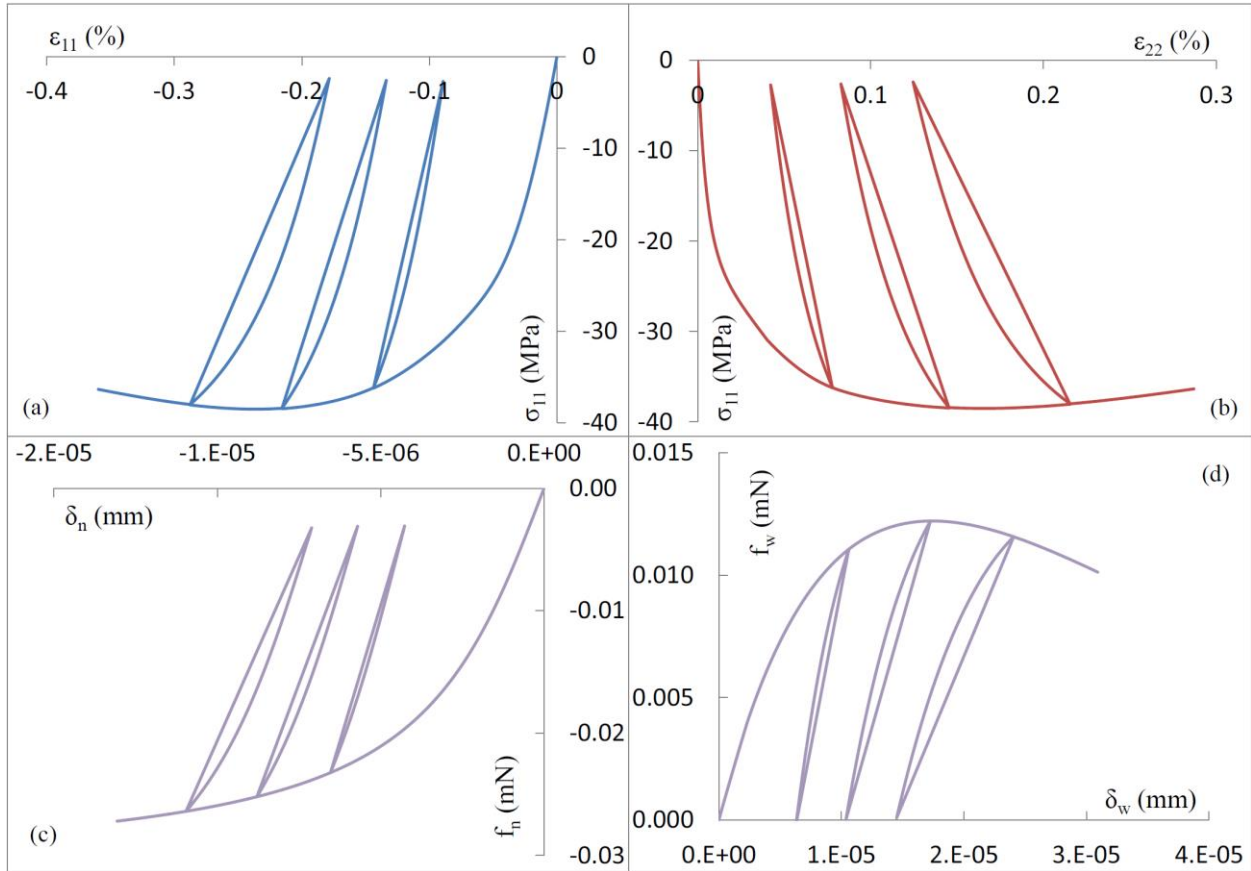 ε11 (%)
-0.4 -0.3 -0.2 -0.1 0
0
-10
-20
-30
-40
σ11 (MPa)
(a)
ε22 (%)
0
-10
-20
-30
-40
0 0.1 0.2 0.3
σ11 (MPa)
(b)
-2.E-05 -1.E-05 -5.E-06 0.E+00
δn (mm)
0.00
-0.01
-0.02
-0.03
fn (mN)
(c)
0.015
0.010
0.005
0.000
fw (mN)
(d)
δw (mm)
0.E+00 1.E-05 2.E-05 3.E-05 4.E-05